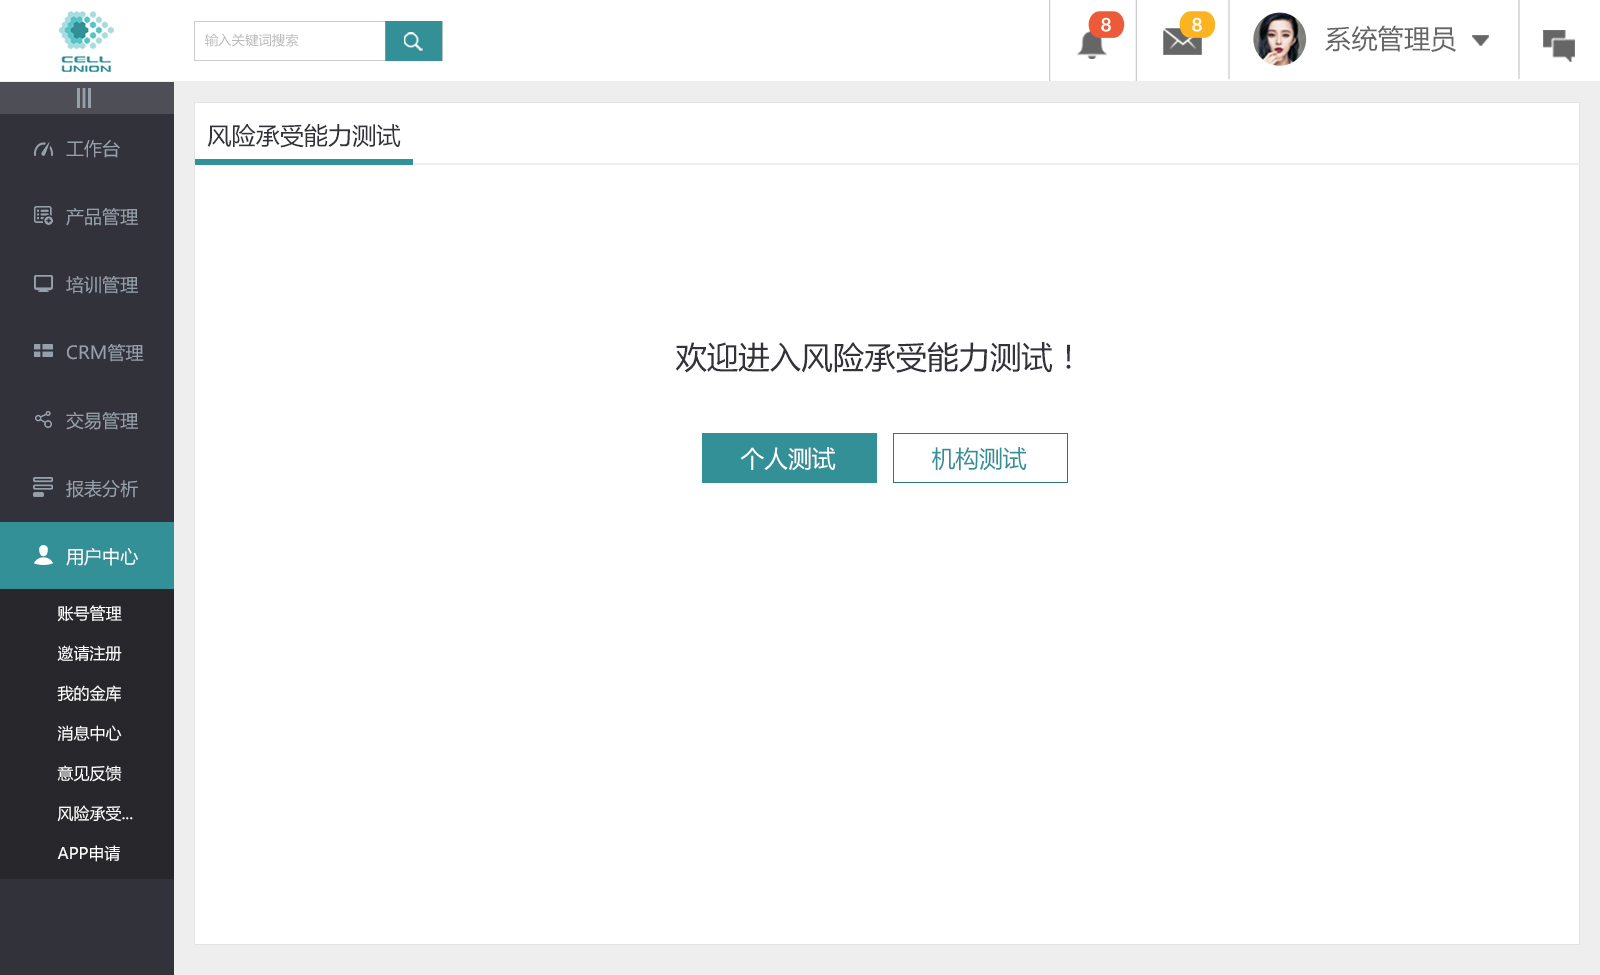 CELL
UNION
输入关键词搜索
8
8
系统管理员
工作台
产品管理
培训管理
CRM管理
交易管理
报表分析
用户中心
账号管理
邀请注册
我的金库
消息中心
意见反馈
风险承受...
APP申请
风险承受能力测试
欢迎进入风险承受能力测试！
个人测试
机构测试